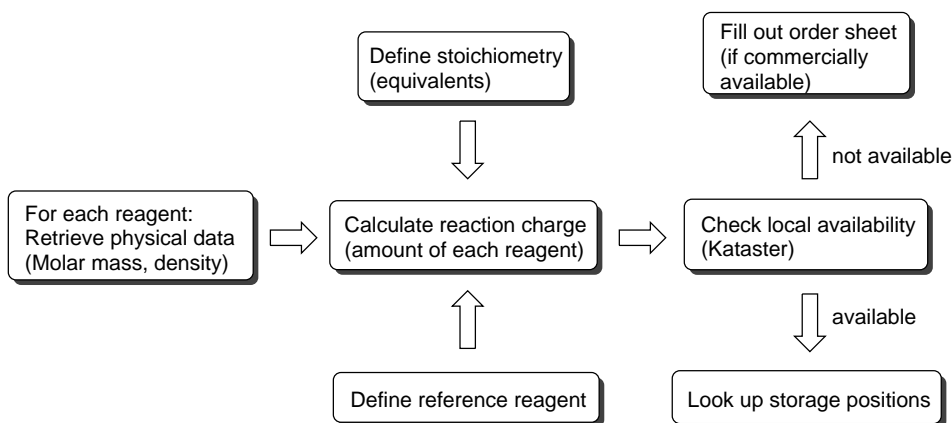 Define stoichiometry
(equivalents)
Fill out order sheet
(if commercially
available)
not available
For each reagent:
Retrieve physical data
(Molar mass, density)
Calculate reaction charge
(amount of each reagent)
Check local availability
(Kataster)
available
Define reference reagent
Look up storage positions